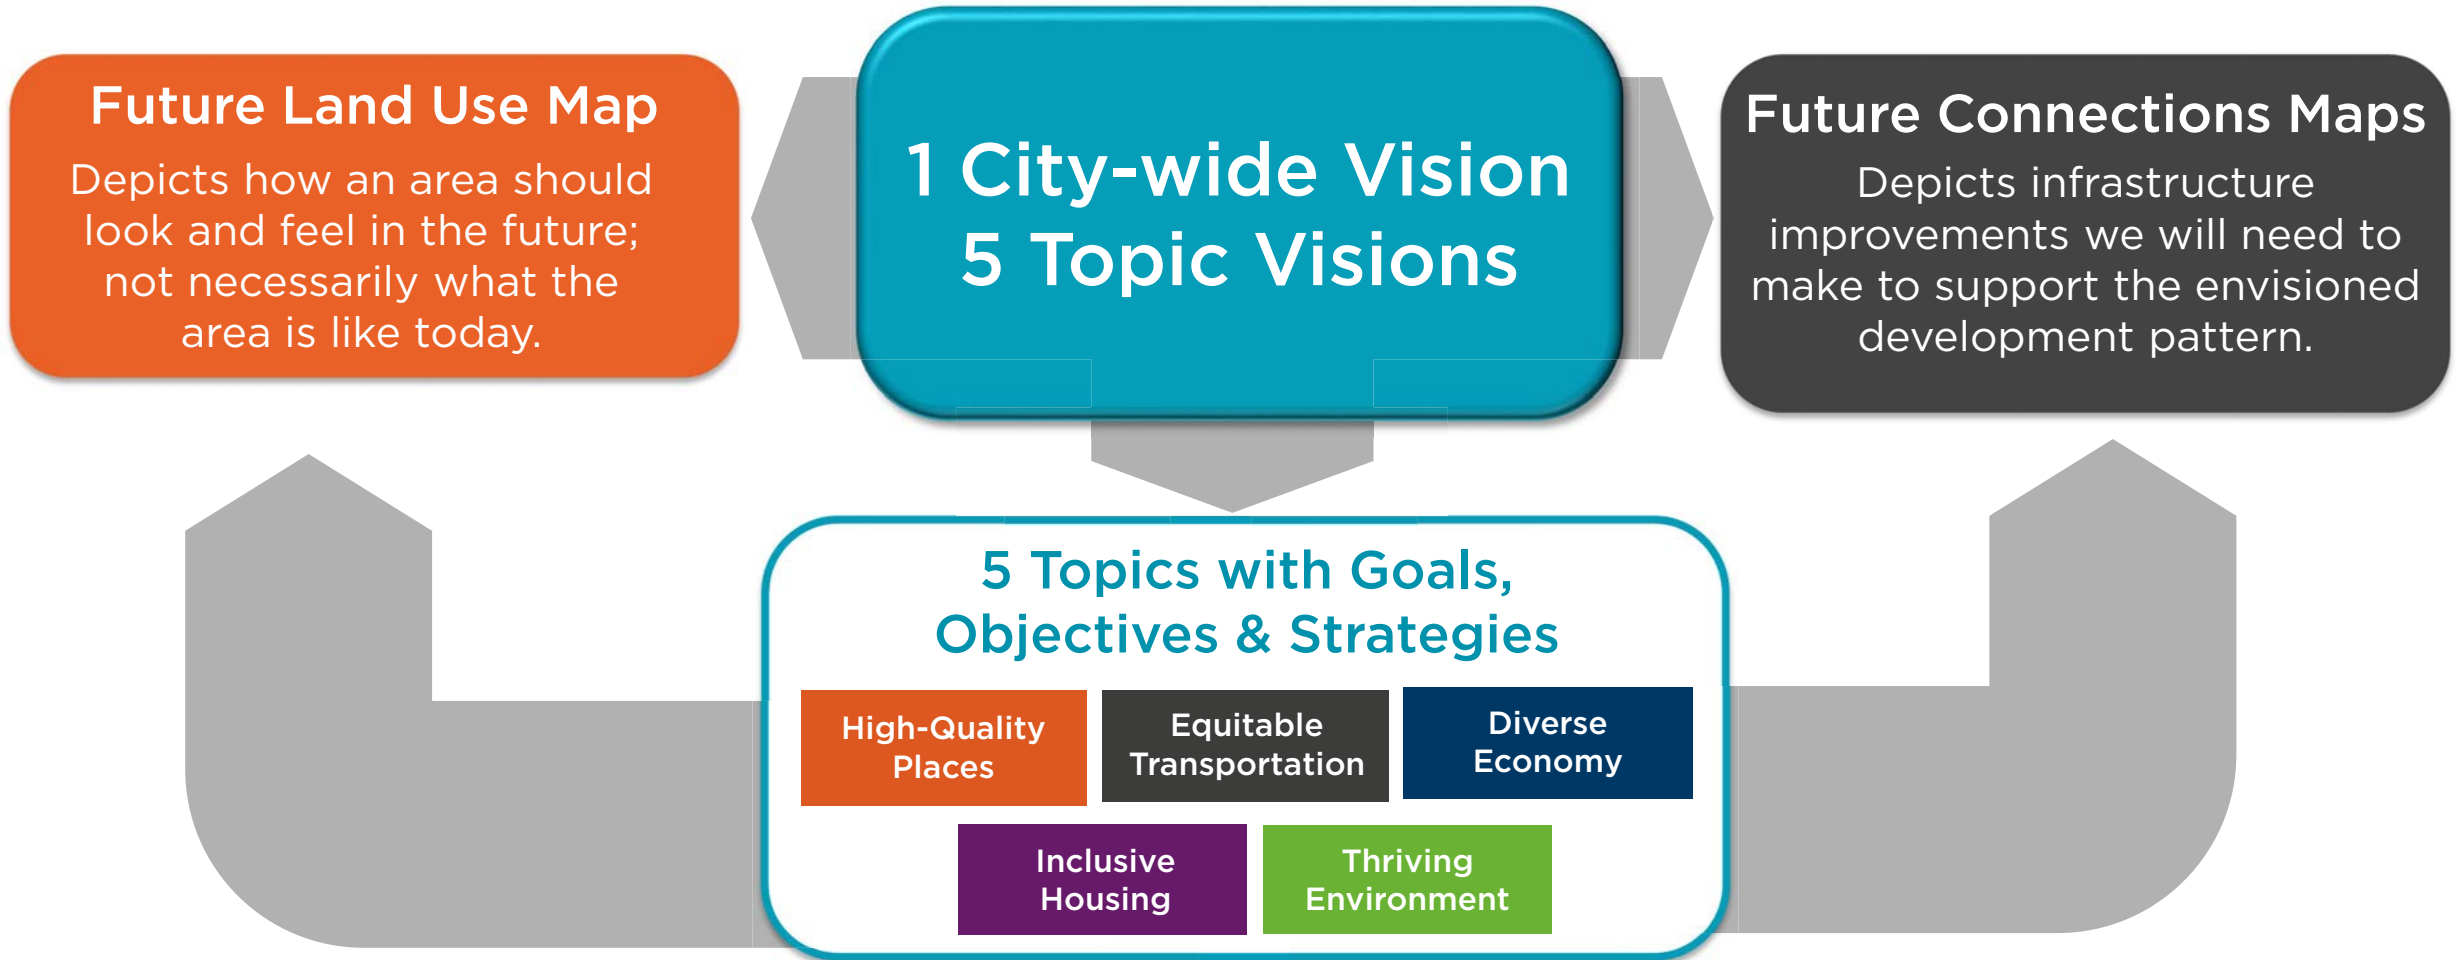 Future Land Use Map
Depicts how an area should
look and feel in the future;
not necessarily what the
area is like today.
1 City-wide Vision
5 Topic Visions
Future Connections Maps
Depicts infrastructure
improvements we will need to
make to support the envisioned
development pattern.
5 Topics with Goals,
Objectives & Strategies
High-Quality
Places
Equitable
Transportation
Diverse
Economy
Inclusive
Housing
Thriving
Environment